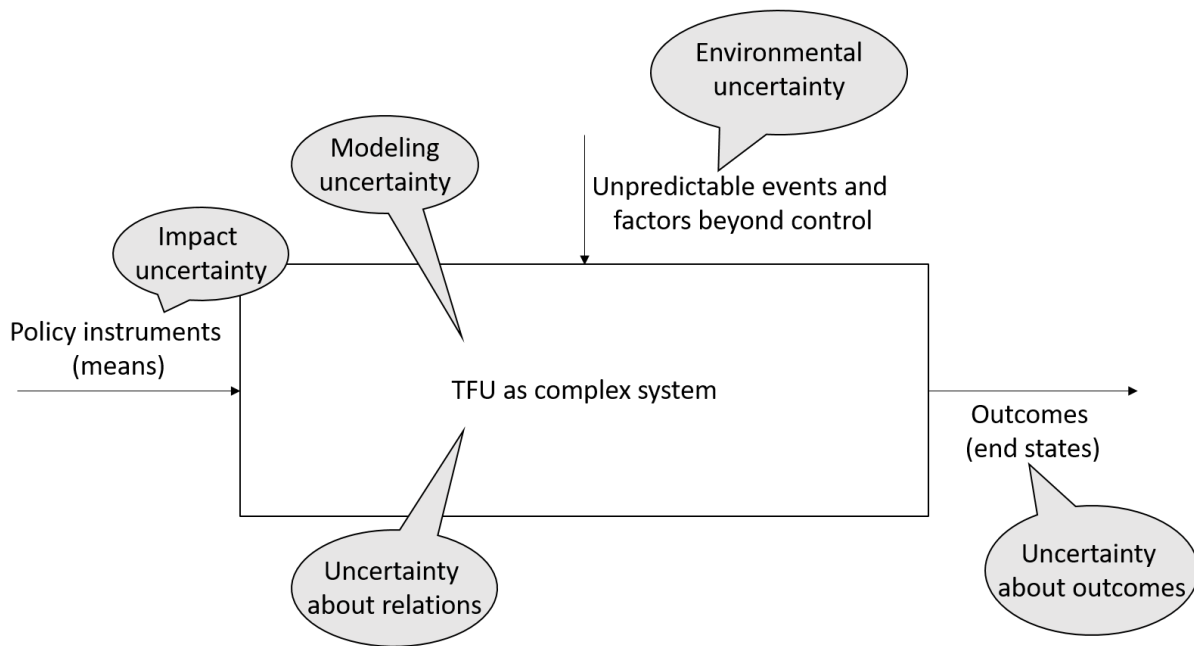 Environmental
uncertainty
Modeling
uncertainty
Unpredictable events and
factors beyond control
Impact
uncertainty
Policy instruments
(means)
TFU as complex system
Outcomes
(end states)
Uncertainty
about relations
Uncertainty
about outcomes